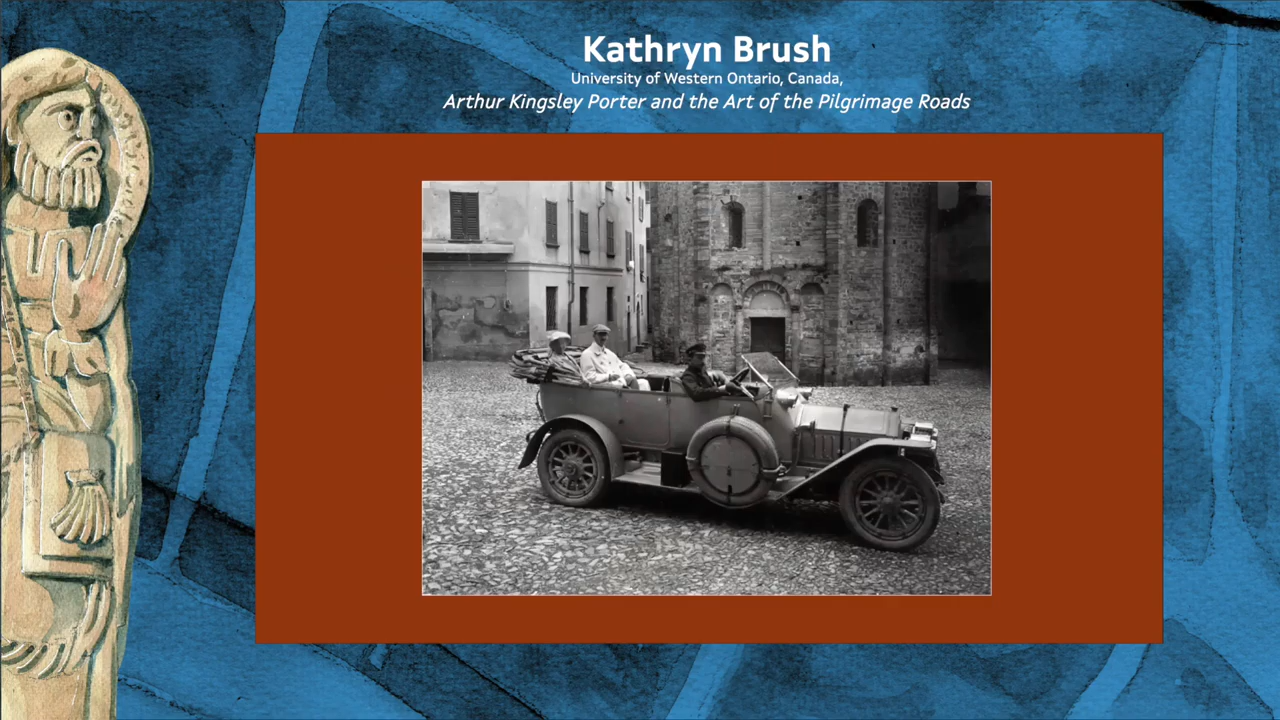 Kathryn Brush
University of Western Ontario, Canada,
Arthur Kingsley Porter and the Art of the Pilgrimage Roads